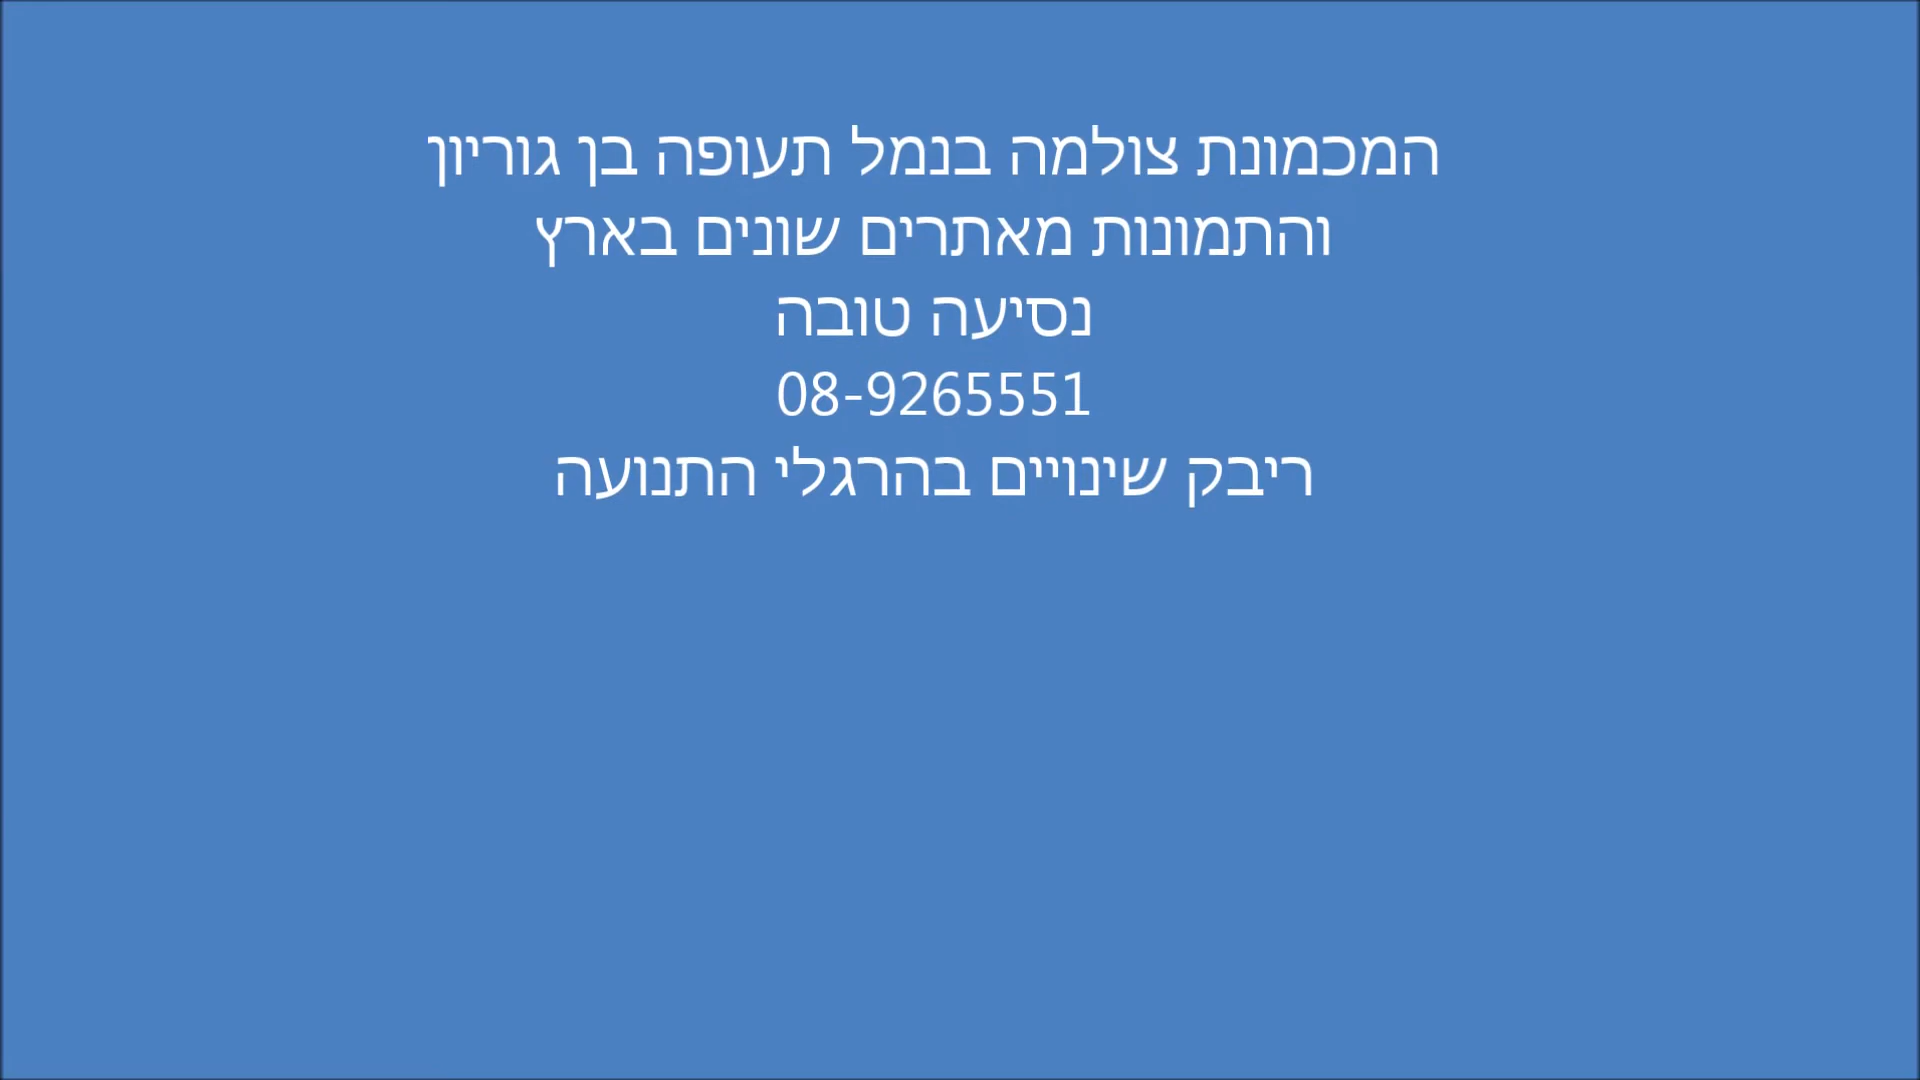 המכמונת צולמה בנמל תעופה בן גוריון
והתמונות מאתרים שונים בארץ
נסיעה טובה
08-9265551
ריבק שינויים בהרגלי התנועה